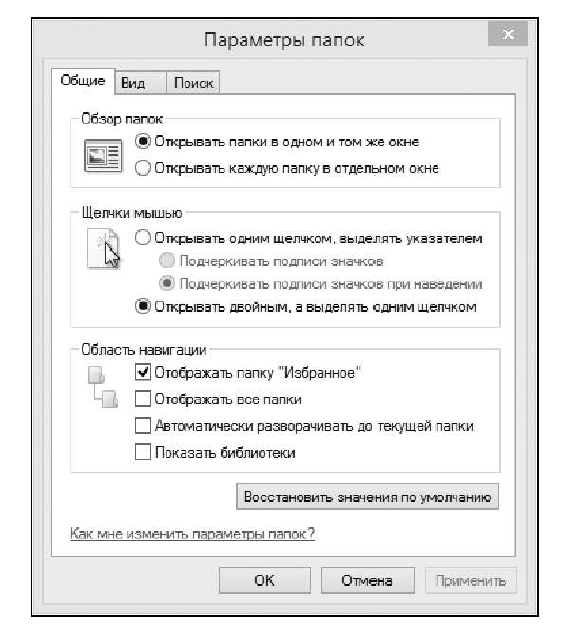 Параметры папок
Общие
Вид
Поиск
Обзор папок
Открывать папки в одном и том же окне
Открывать каждую папку в отдельном окне
Щелчки мышью
Открывать одним щелчком, выделять указателем
Подчеркивать подписи значков
Подчеркивать подписи значков при наведении
Открывать двойным, а выделять одним щелчком
Область навигации
Отображать папку "Избранное"
Отображать все папки
Автоматически разворачивать до текущей папки
Показать библиотеки
Восстановить значения по умолчанию
Как мне изменить параметры папок?
OK
Отмена
Применить